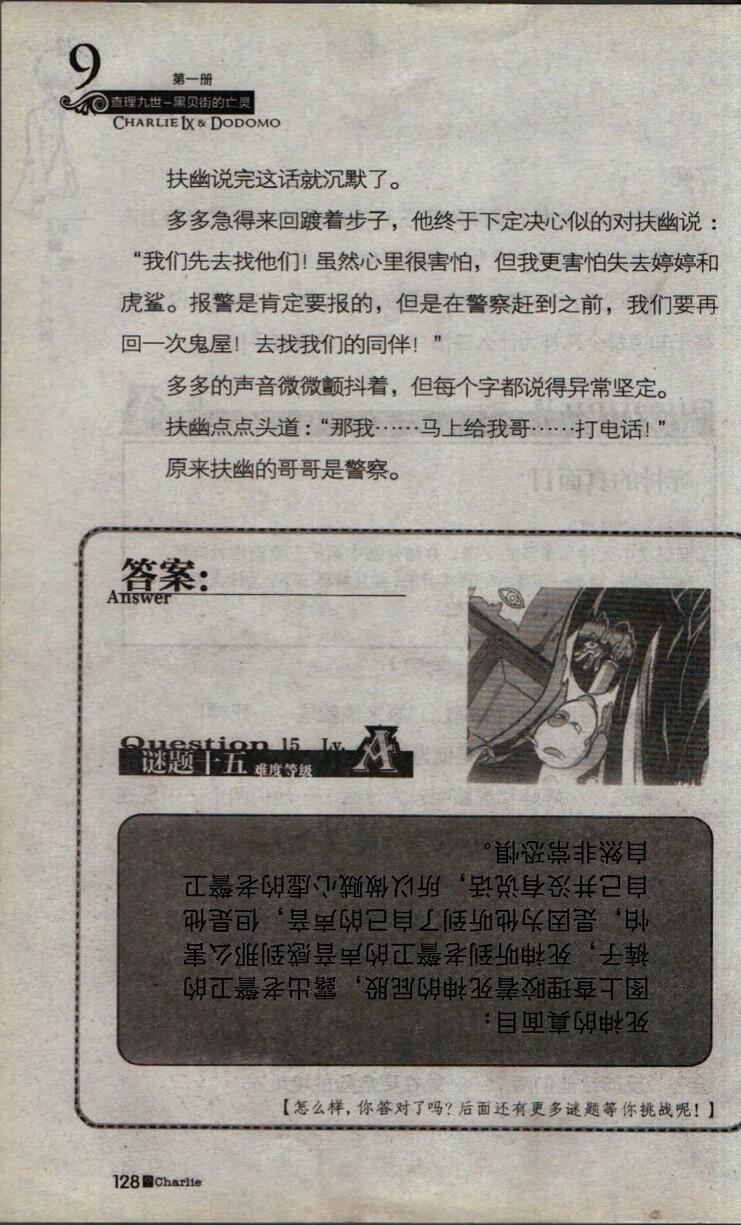 9
第一册
查理九世-黑贝街的亡灵
CHARLIE IX & DODOMO
扶幽说完这话就沉默了。
多多急得来回踱着步子，他终于下定决心似的对扶幽说：
“我们先去找他们！虽然心里很害怕，但我更害怕失去婷婷和
虎鲨。报警是肯定要报的，但是在警察赶到之前，我们要再
回一次鬼屋！去找我们的同伴！”
多多的声音微微颤抖着，但每个字都说得异常坚定。
扶幽点点头道：“那我……马上给我哥……打电话！”
原来扶幽的哥哥是警察。
答案：
Answer
Question 15 Lv. A
谜题十五 难度等级
死神的真面目：
图上查理咬着死神的屁股，露出老警卫的
裤子，死神听到老警卫的声音感到那么害
怕，是因为他听到了自己的声音，但是他
自己并没有说话，所以做贼心虚的老警卫
自然非常恐惧。
【怎么样，你答对了吗？后面还有更多谜题等你挑战呢！】
128 Charlie